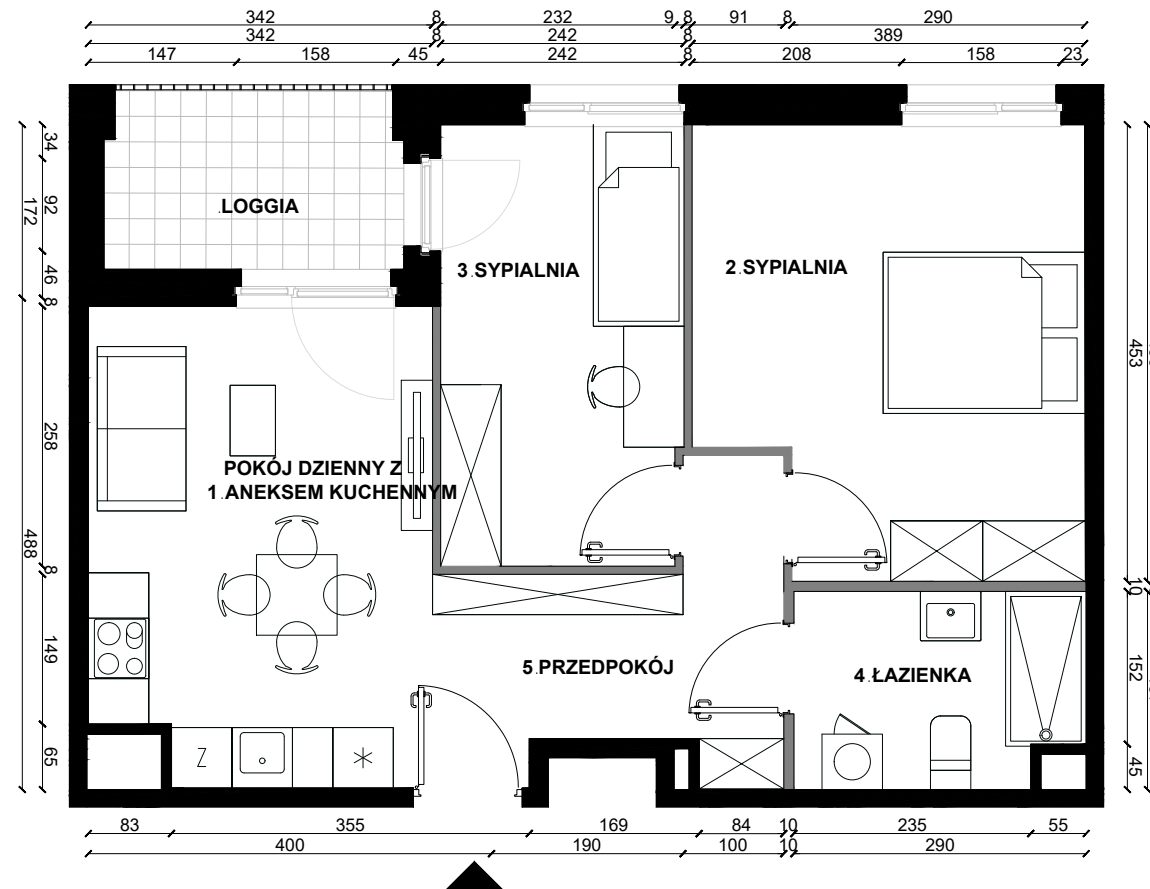 342 8 232 9 8 91 8 290
342 8 242 8 389
147 158 45 242 8 208 158 23
34
92
172
46
8
258
488
8
149
65
LOGGIA
3.SYPIALNIA
2.SYPIALNIA
POKÓJ DZIENNY Z
1.ANEKSEM KUCHENNYM
5.PRZEDPOKÓJ
4.ŁAZIENKA
Z
453
10
152
45
83 355 169 84 10 235 55
400 190 100 10 290